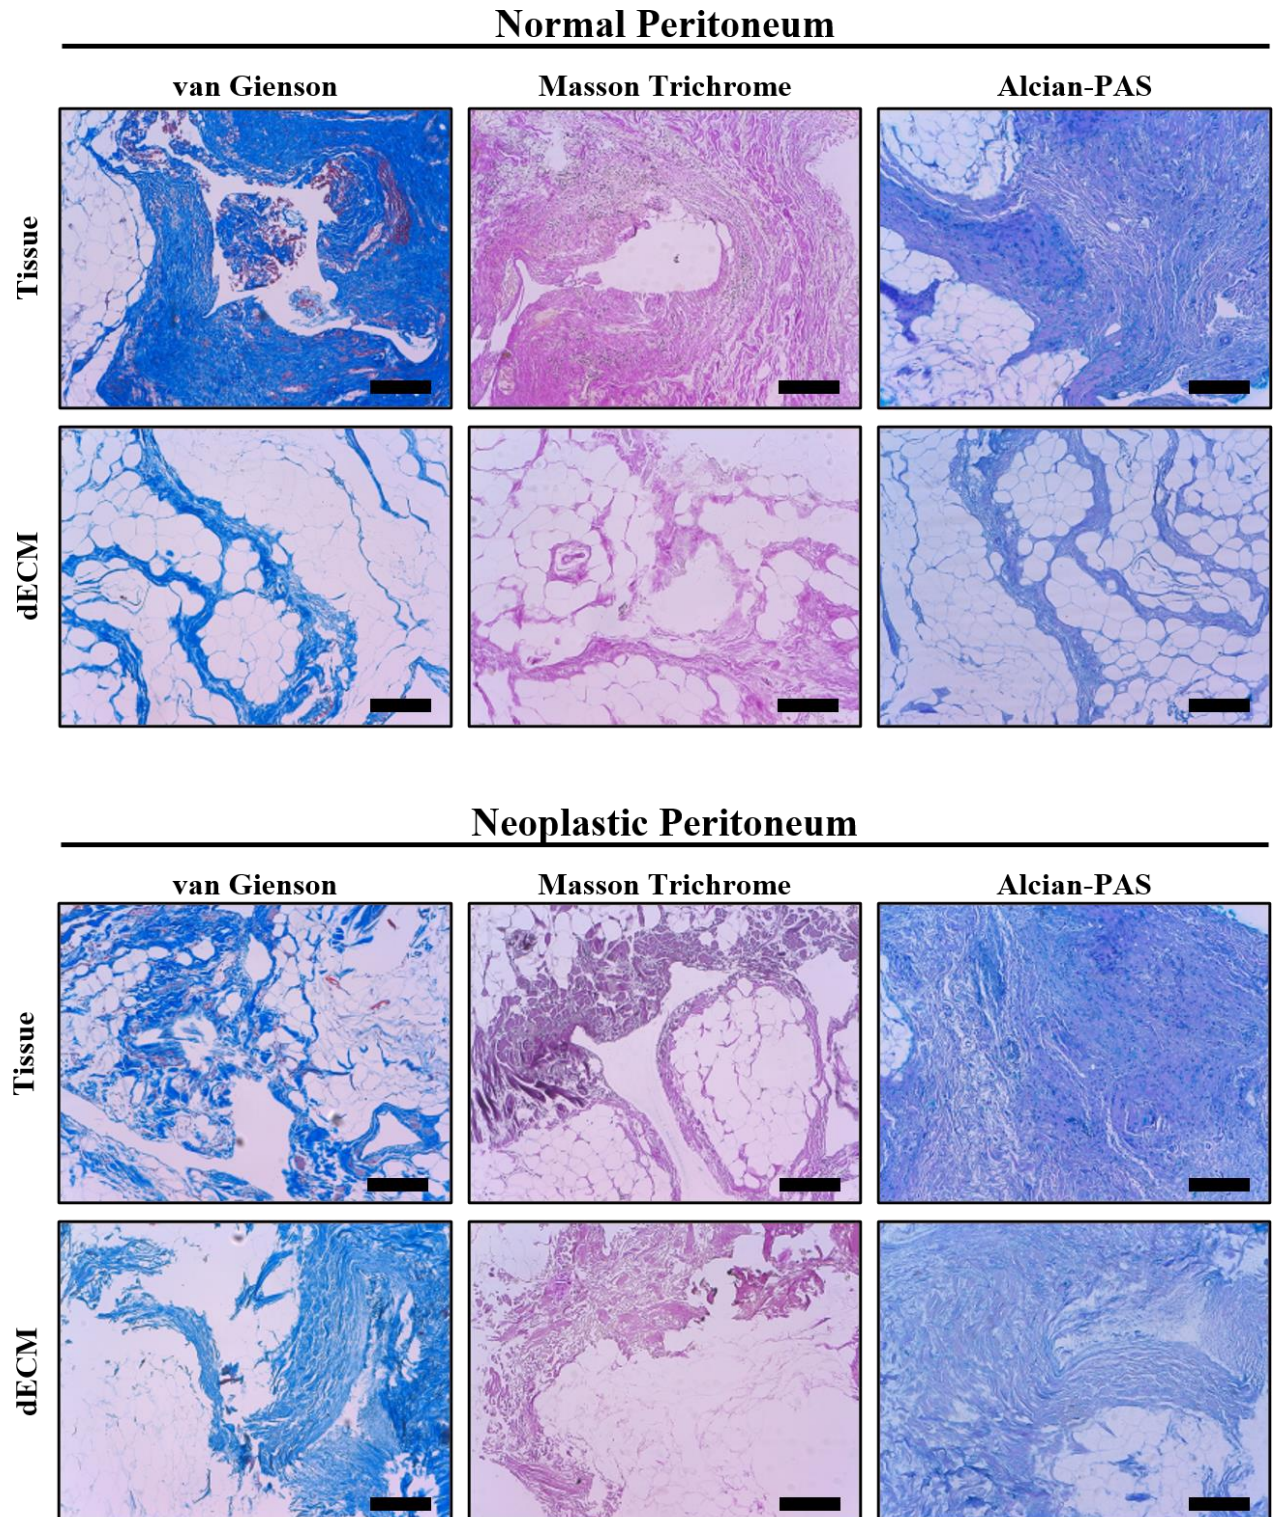 Normal Peritoneum
van Gienson Masson Trichrome Alcian-PAS
Tissue
dECM
Neoplastic Peritoneum
van Gienson Masson Trichrome Alcian-PAS
Tissue
dECM